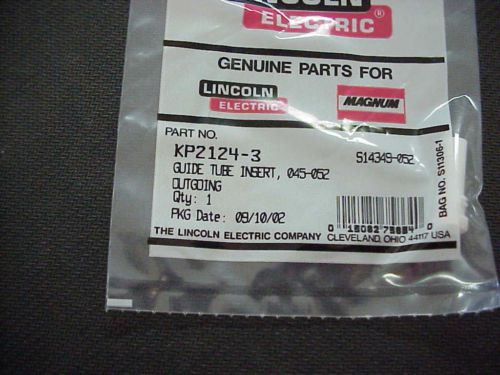 LINCOLN
ELECTRIC ®
GENUINE PARTS FOR
LINCOLN
ELECTRIC
MAGNUM
PART NO.
KP2124-3 S14349-052
GUIDE TUBE INSERT, 045-052
OUTGOING
Qty: 1
PKG Date: 09/10/02
THE LINCOLN ELECTRIC COMPANY CLEVELAND, OHIO 44117 USA
BAG NO. S11306-1